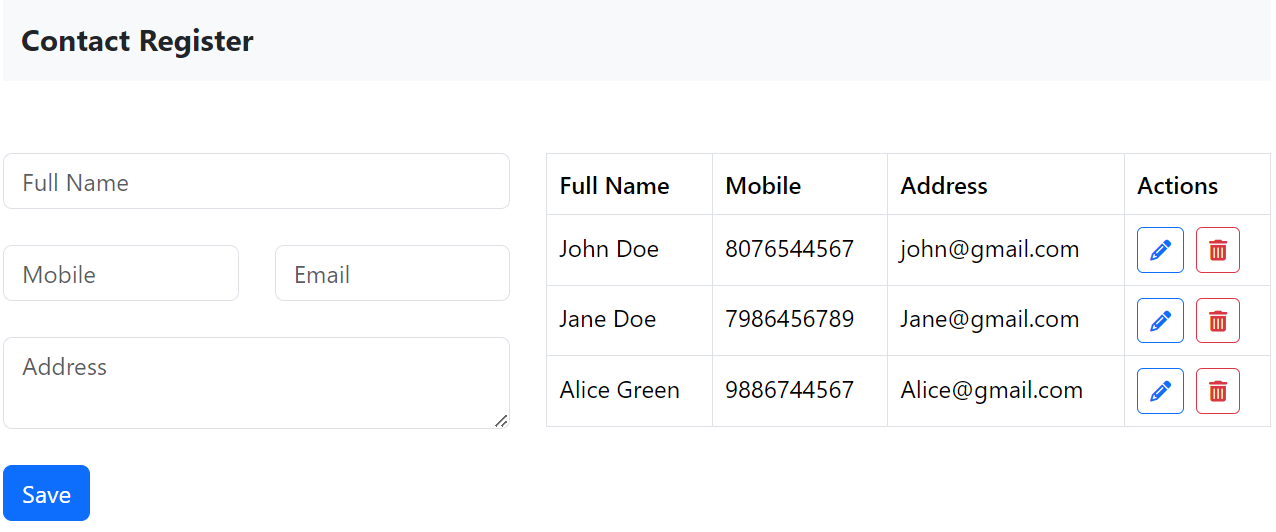 Contact Register
Full Name
Mobile Email
Address
Save
Full Name Mobile Address Actions
John Doe 8076544567 john@gmail.com
Jane Doe 7986456789 Jane@gmail.com
Alice Green 9886744567 Alice@gmail.com